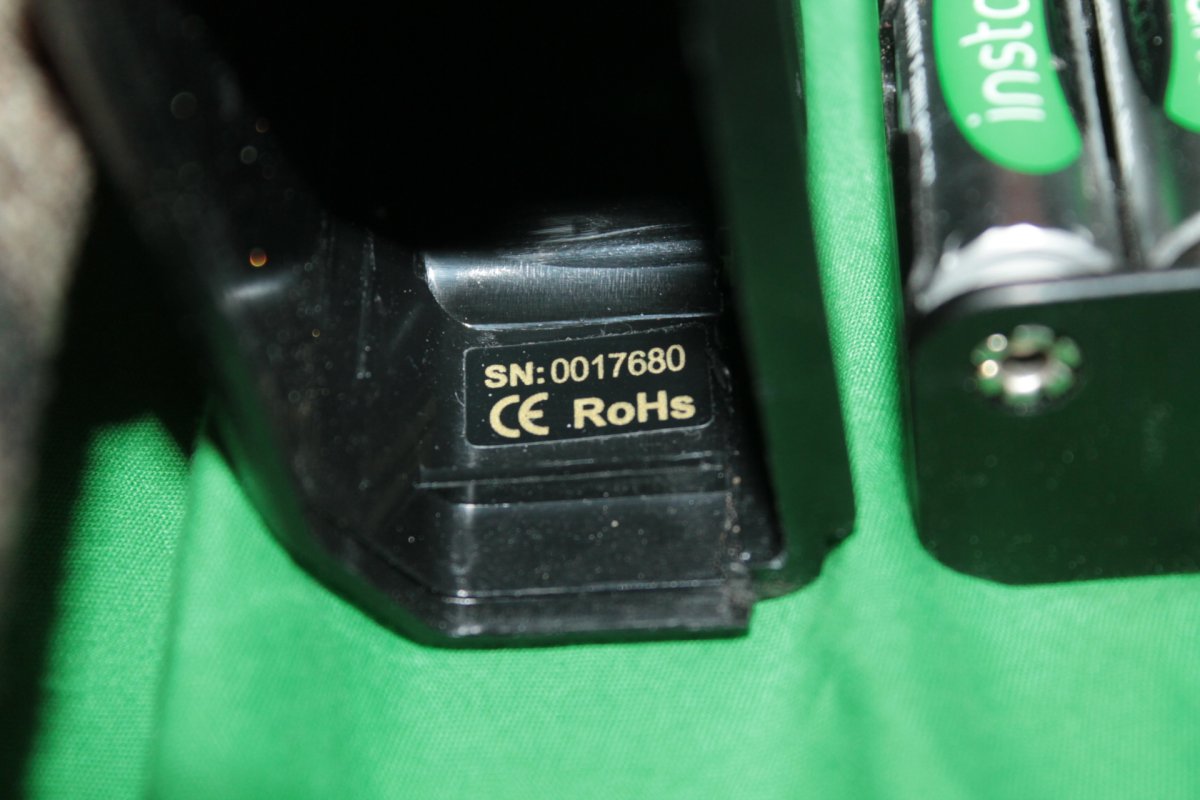 SN: 0017680
CE RoHs
insta